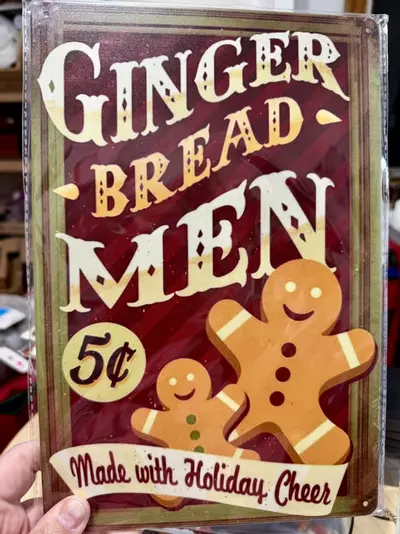 GINGER
BREAD
MEN
5¢
Made with Holiday Cheer